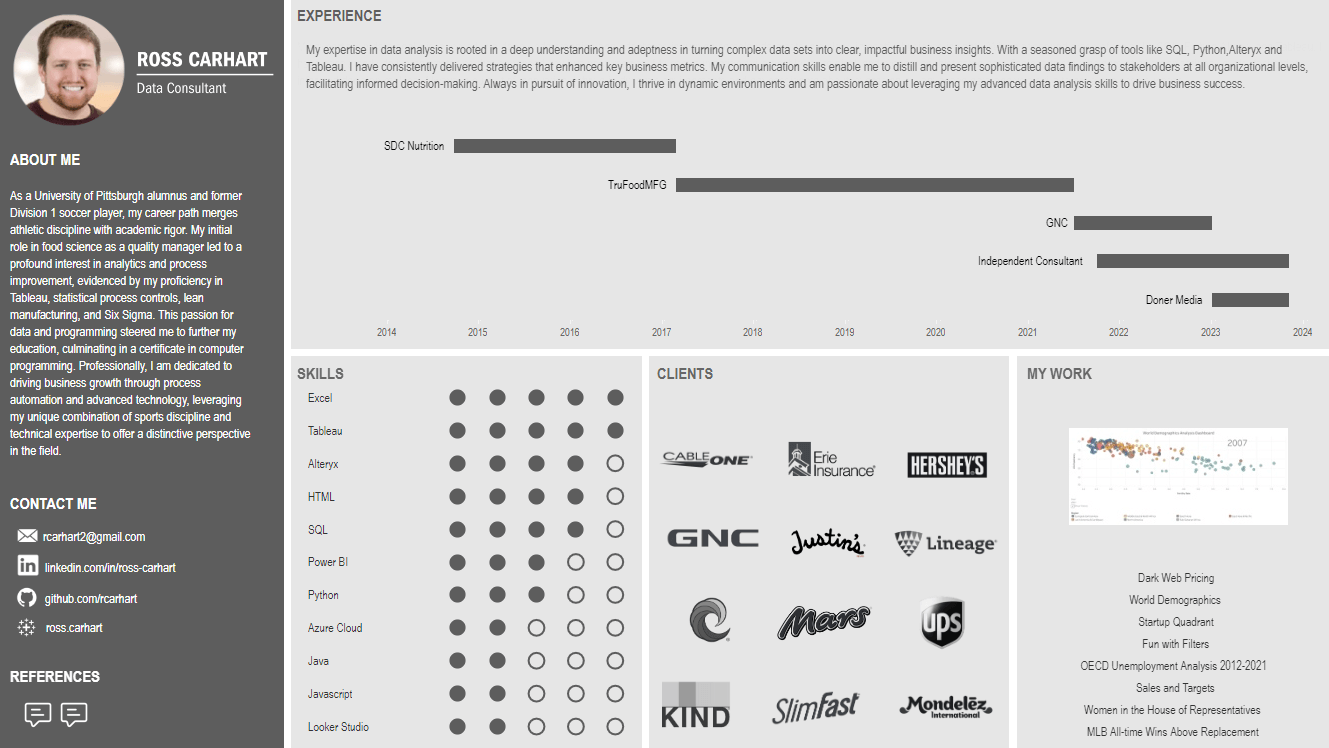 ROSS CARHART
Data Consultant
ABOUT ME
As a University of Pittsburgh alumnus and former
Division 1 soccer player, my career path merges
athletic discipline with academic rigor. My initial
role in food science as a quality manager led to a
profound interest in analytics and process
improvement, evidenced by my proficiency in
Tableau, statistical process controls, lean
manufacturing, and Six Sigma. This passion for
data and programming steered me to further my
education, culminating in a certificate in computer
programming. Professionally, I am dedicated to
driving business growth through process
automation and advanced technology, leveraging
my unique combination of sports discipline and
technical expertise to offer a distinctive perspective
in the field.
CONTACT ME
rcarhart2@gmail.com
linkedin.com/in/ross-carhart
github.com/rcarhart
ross.carhart
REFERENCES
EXPERIENCE
My expertise in data analysis is rooted in a deep understanding and adeptness in turning complex data sets into clear, impactful business insights. With a seasoned grasp of tools like SQL, Python,Alteryx and
Tableau. I have consistently delivered strategies that enhanced key business metrics. My communication skills enable me to distill and present sophisticated data findings to stakeholders at all organizational levels,
facilitating informed decision-making. Always in pursuit of innovation, I thrive in dynamic environments and am passionate about leveraging my advanced data analysis skills to drive business success.
SDC Nutrition
TruFoodMFG
GNC
Independent Consultant
Doner Media
2014 2015 2016 2017 2018 2019 2020 2021 2022 2023 2024
SKILLS
Excel
Tableau
Alteryx
HTML
SQL
Power BI
Python
Azure Cloud
Java
Javascript
Looker Studio
CLIENTS
CABLE ONE
Erie
Insurance
HERSHEY'S
GNC
Justin's
Lineage
Mars
ups
KIND
SlimFast
Mondelēz
International
MY WORK
World Demographics Analysis Dashboard
2007
Dark Web Pricing
World Demographics
Startup Quadrant
Fun with Filters
OECD Unemployment Analysis 2012-2021
Sales and Targets
Women in the House of Representatives
MLB All-time Wins Above Replacement